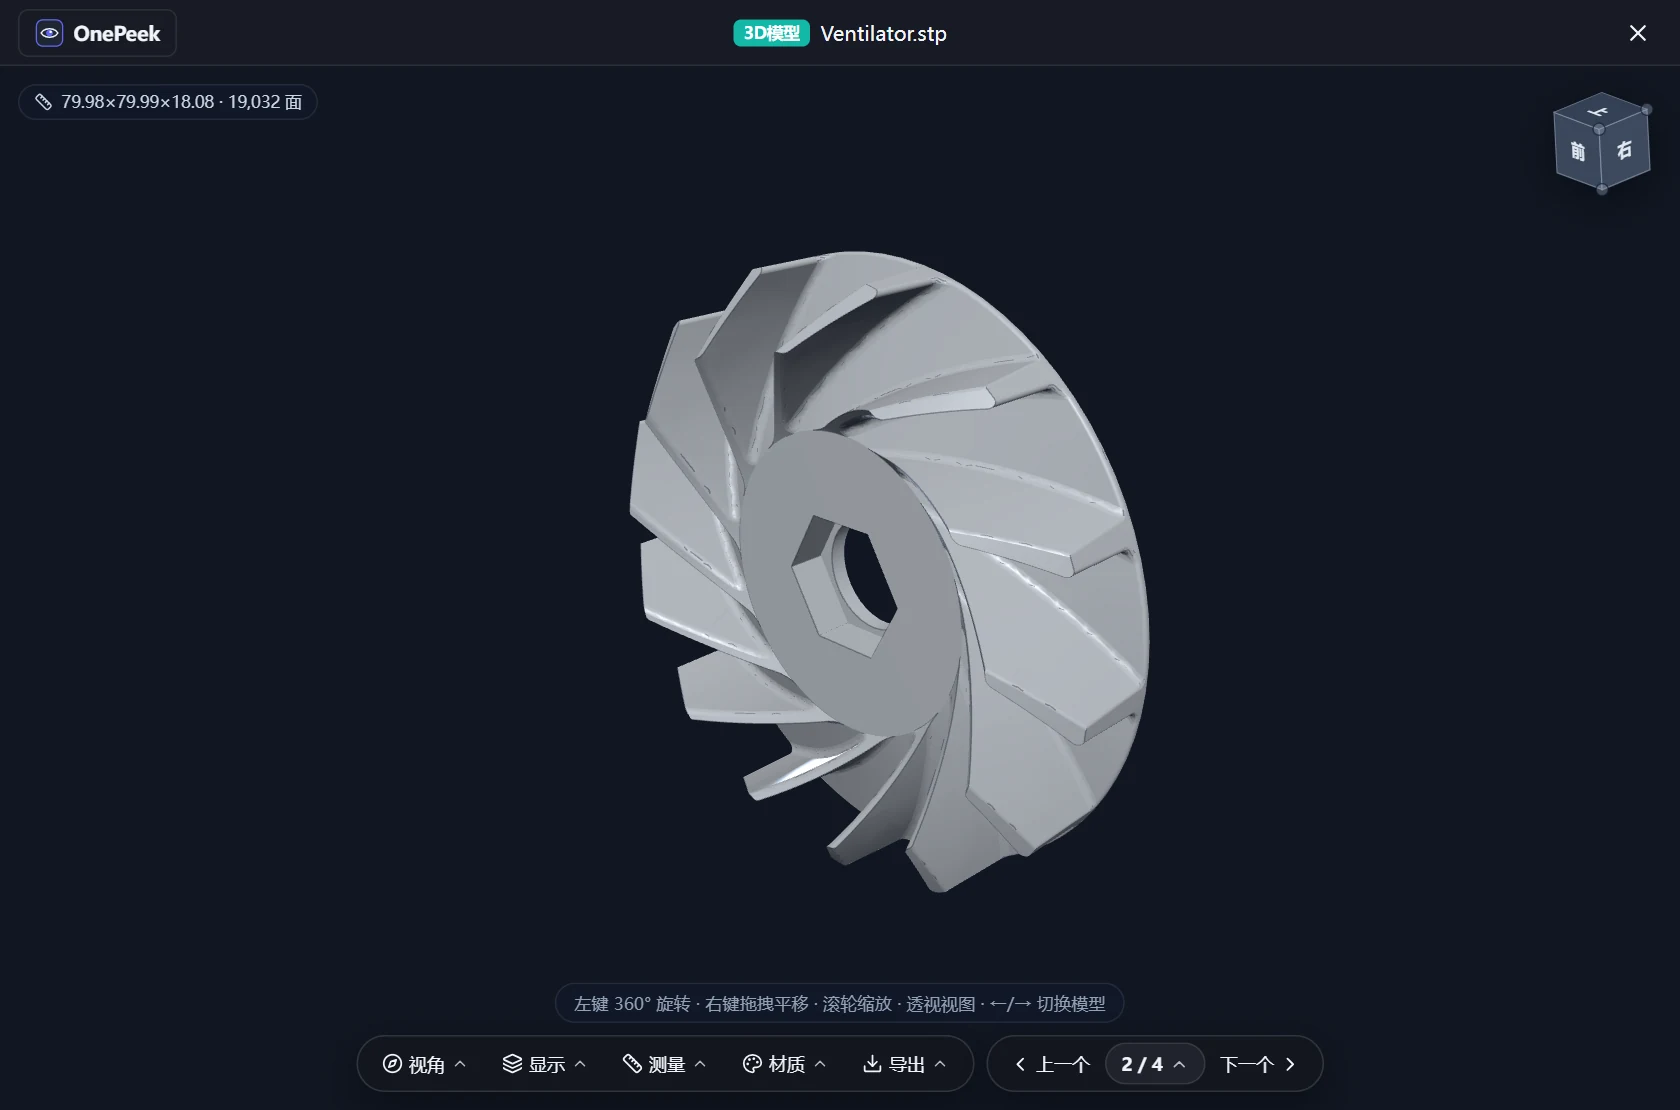 OnePeek
3D模型 Ventilator.stp
79.98×79.99×18.08 · 19,032 面
上
前
右
左键 360° 旋转 · 右键拖拽平移 · 滚轮缩放 · 透视视图 · ←/→ 切换模型
视角 显示 测量 材质 导出 上一个 2 / 4 下一个